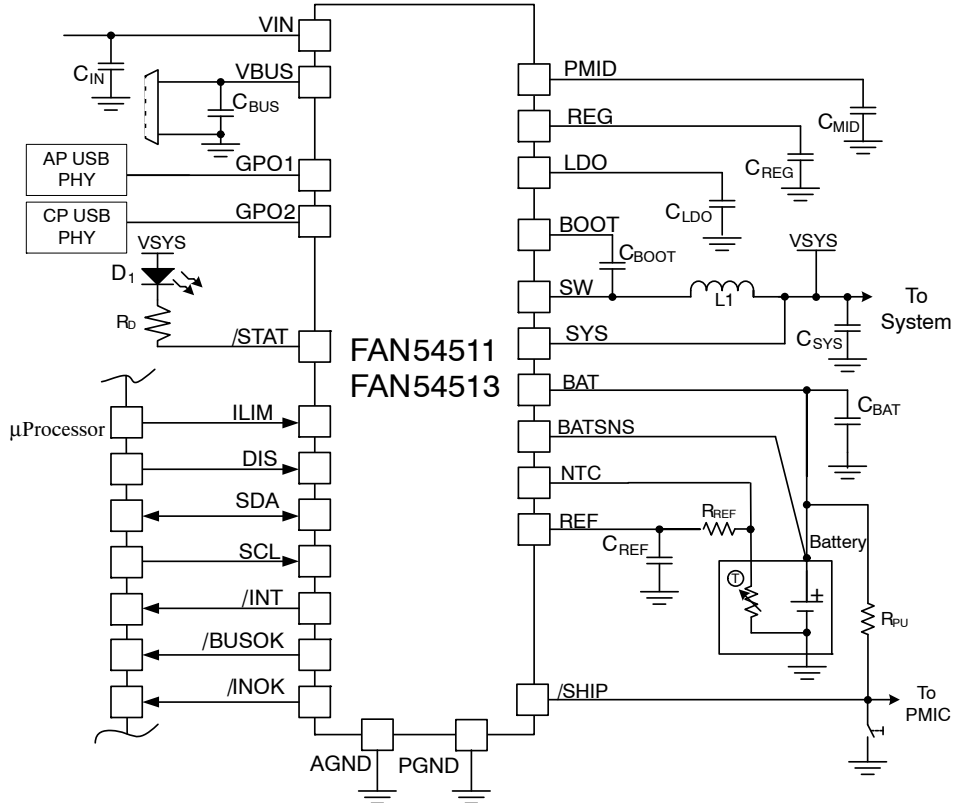 VIN
CIN
VBUS
CBUS
AP USB
PHY
GPO1
CP USB
PHY
GPO2
VSYS
D1
RD
/STAT
μProcessor
ILIM
DIS
SDA
SCL
/INT
/BUSOK
/INOK
FAN54511
FAN54513
AGND
PGND
PMID
CMID
REG
CREG
LDO
CLDO
BOOT
CBOOT
VSYS
SW
L1
To
System
SYS
CSYS
BAT
CBAT
BATSNS
NTC
REF
RREF
CREF
Battery
T
+
RPU
/SHIP
To
PMIC